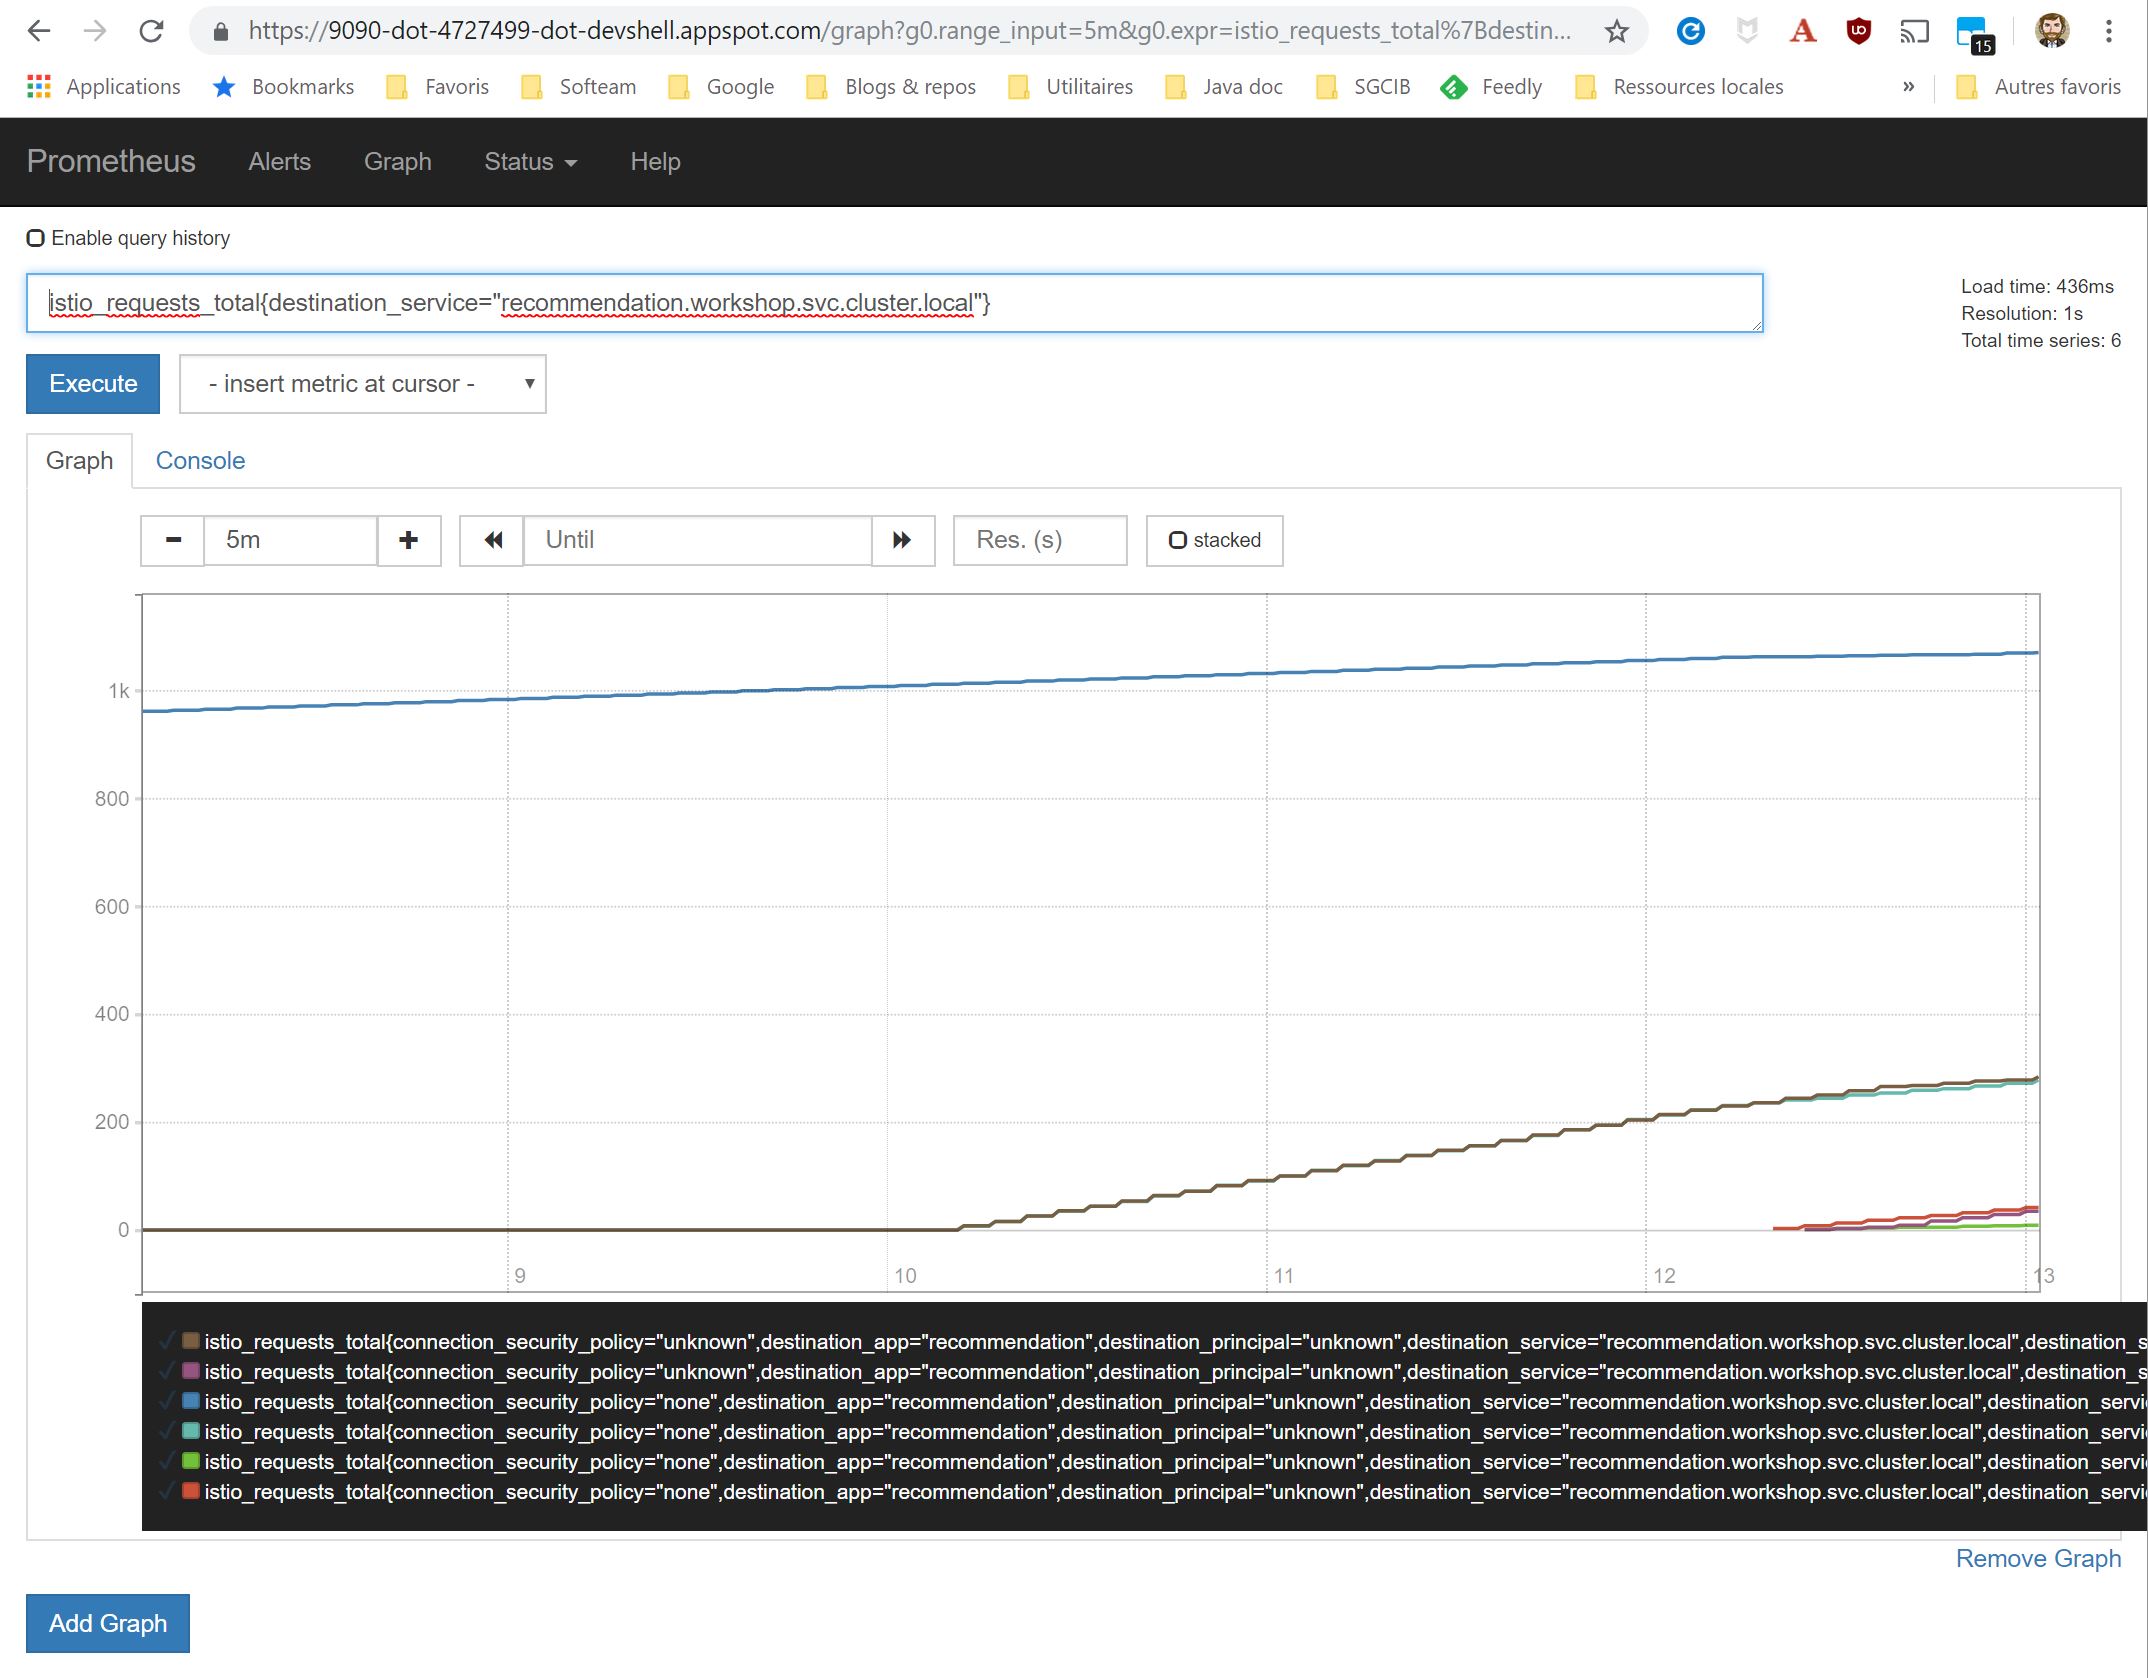 https://9090-dot-4727499-dot-devshell.appspot.com/graph?g0.range_input=5m&g0.expr=istio_requests_total%7Bdestin...
15
Applications Bookmarks Favoris Softeam Google Blogs & repos Utilitaires Java doc SGCIB Feedly Ressources locales » Autres favoris
Prometheus Alerts Graph Status Help
Enable query history
istio_requests_total{destination_service="recommendation.workshop.svc.cluster.local"}
Load time: 436ms
Resolution: 1s
Total time series: 6
Execute - insert metric at cursor -
Graph Console
5m Until Res. (s) stacked
1k
800
600
400
200
0
9 10 11 12 13
istio_requests_total{connection_security_policy="unknown",destination_app="recommendation",destination_principal="unknown",destination_service="recommendation.workshop.svc.cluster.local",destination_s
istio_requests_total{connection_security_policy="unknown",destination_app="recommendation",destination_principal="unknown",destination_service="recommendation.workshop.svc.cluster.local",destination_s
istio_requests_total{connection_security_policy="none",destination_app="recommendation",destination_principal="unknown",destination_service="recommendation.workshop.svc.cluster.local",destination_servi
istio_requests_total{connection_security_policy="none",destination_app="recommendation",destination_principal="unknown",destination_service="recommendation.workshop.svc.cluster.local",destination_servi
istio_requests_total{connection_security_policy="none",destination_app="recommendation",destination_principal="unknown",destination_service="recommendation.workshop.svc.cluster.local",destination_servi
istio_requests_total{connection_security_policy="none",destination_app="recommendation",destination_principal="unknown",destination_service="recommendation.workshop.svc.cluster.local",destination_servi
Remove Graph
Add Graph